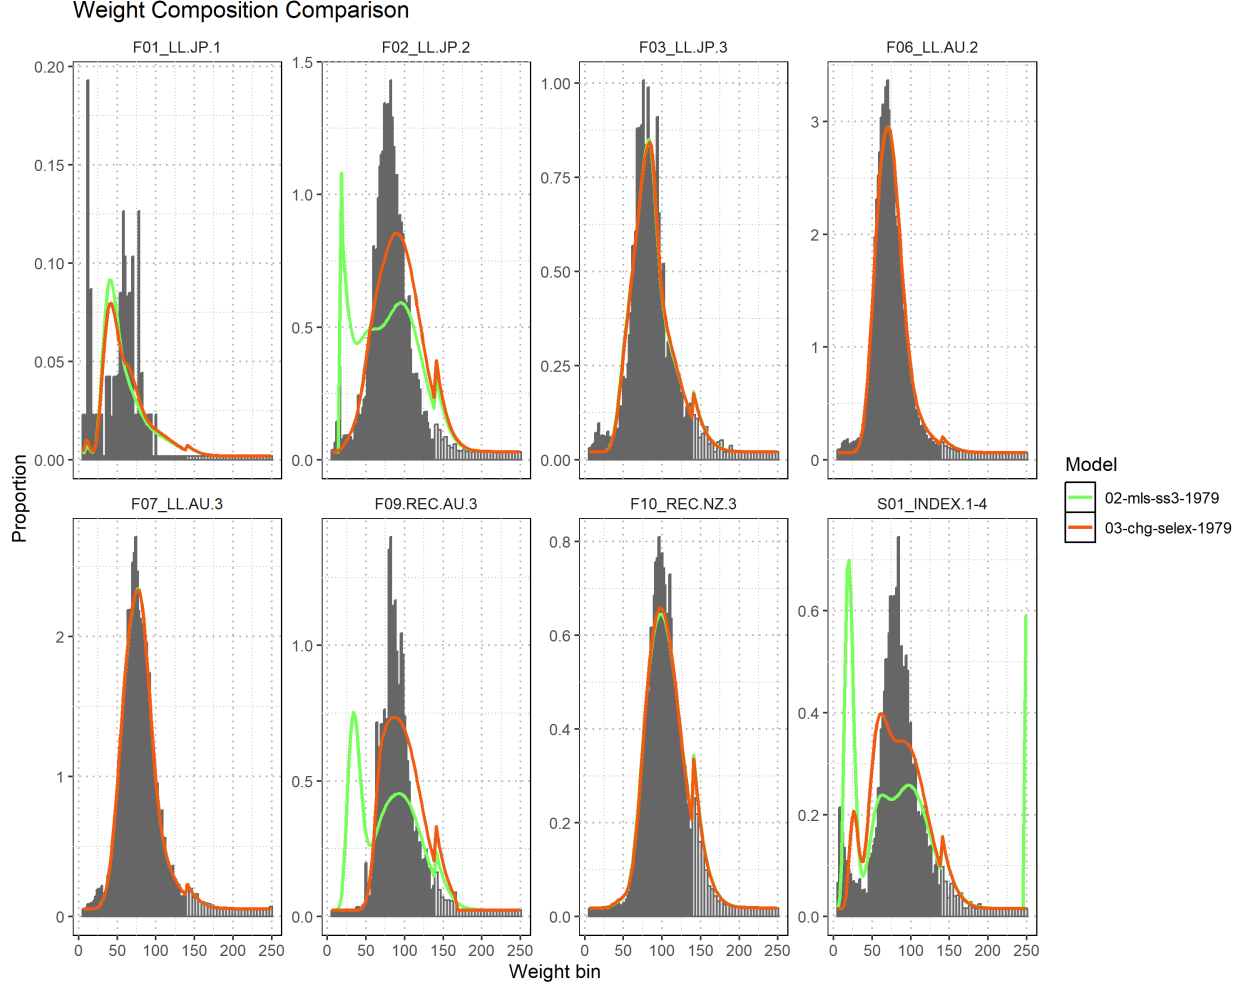 Weight Composition Comparison
F01_LL.JP.1 F02_LL.JP.2 F03_LL.JP.3 F06_LL.AU.2
0.20 1.5
0.15 1.0 1.00 3
0.10 0.75 2
0.05 0.5 0.50 1
0.00 0.0 0.25 0
0.00
F07_LL.AU.3 F09.REC.AU.3 F10_REC.NZ.3 S01_INDEX.1-4
2 1.0 0.8 0.6
1 0.5 0.6 0.4
0 0.0 0.4 0.2
0.2 0.0
0.0
0 50 100 150 200 250 0 50 100 150 200 250 0 50 100 150 200 250 0 50 100 150 200 250
Weight bin
Proportion
Model
02-mls-ss3-1979
03-chg-selex-1979